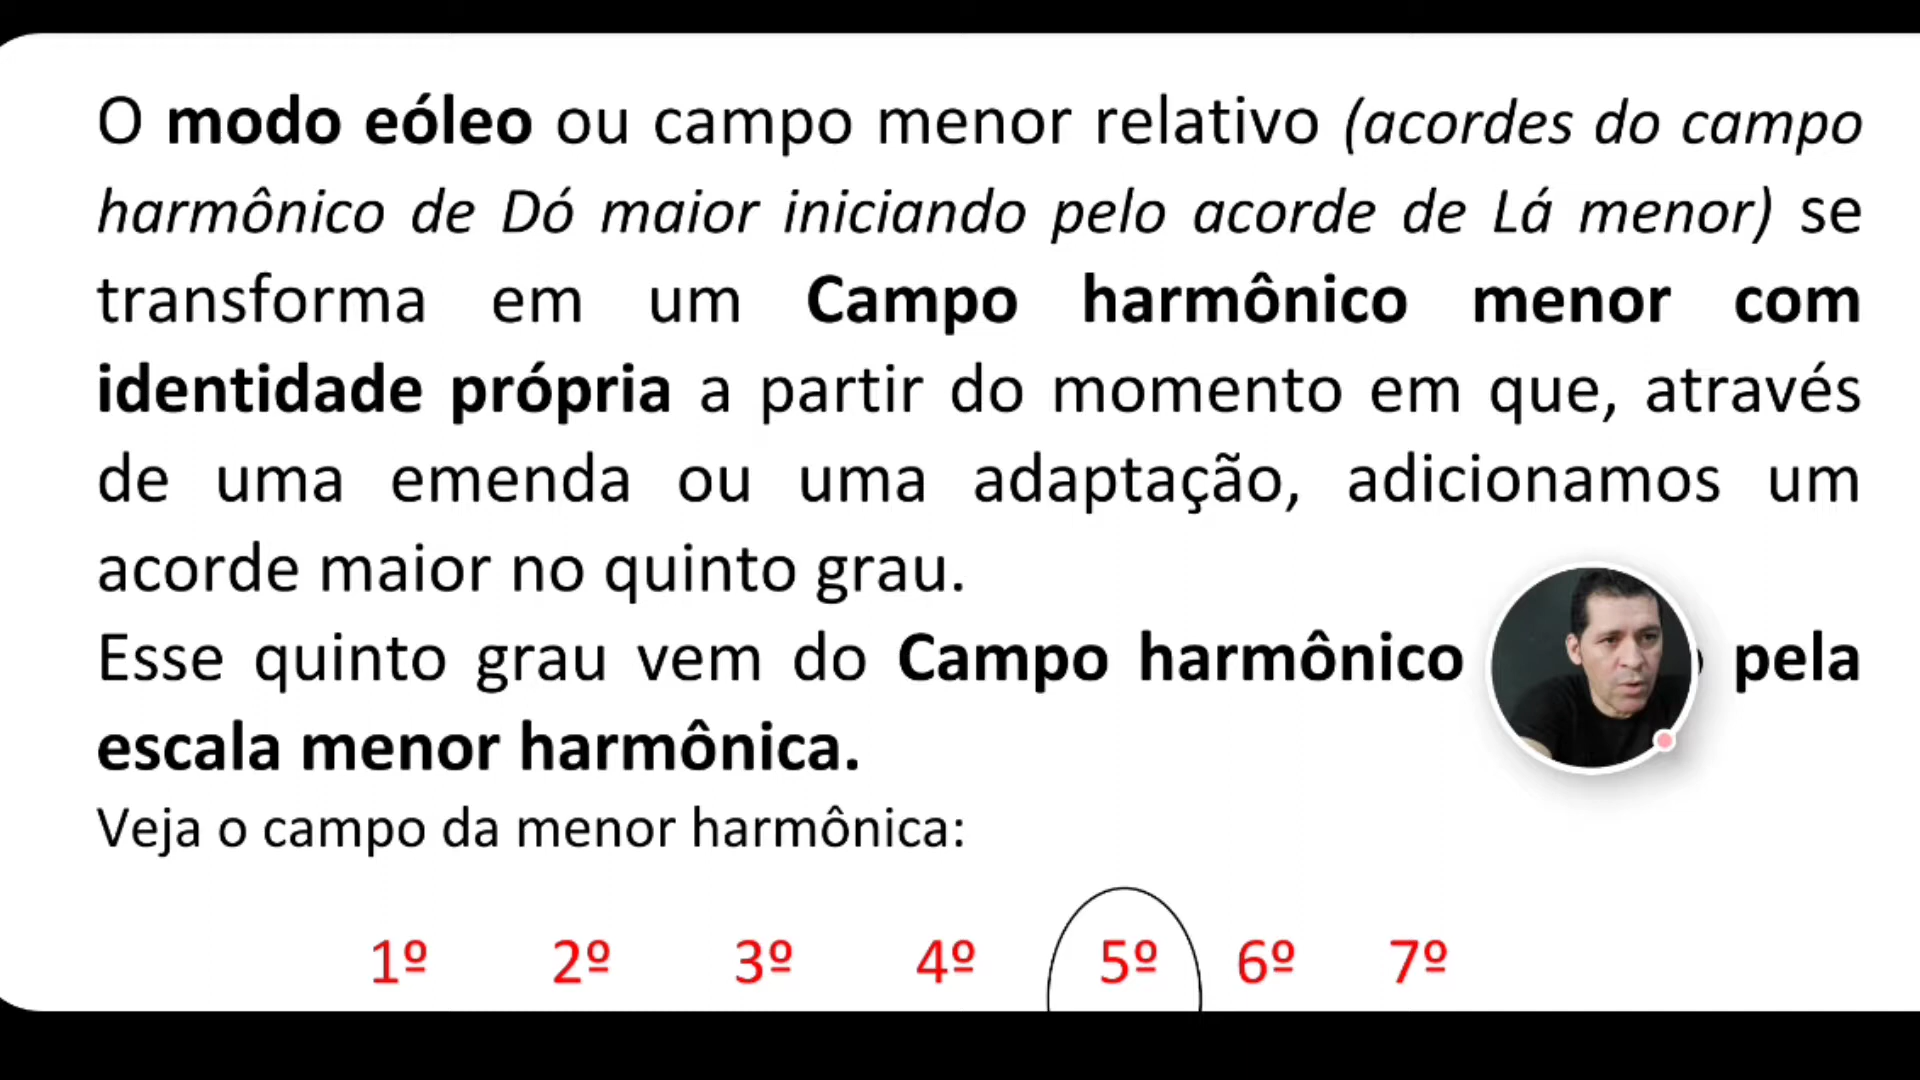 O modo eóleo ou campo menor relativo (acordes do campo
harmônico de Dó maior iniciando pelo acorde de Lá menor) se
transforma em um Campo harmônico menor com
identidade própria a partir do momento em que, através
de uma emenda ou uma adaptação, adicionamos um
acorde maior no quinto grau.
Esse quinto grau vem do Campo harmônico pela
escala menor harmônica.
Veja o campo da menor harmônica:
1º 2º 3º 4º 5º 6º 7º